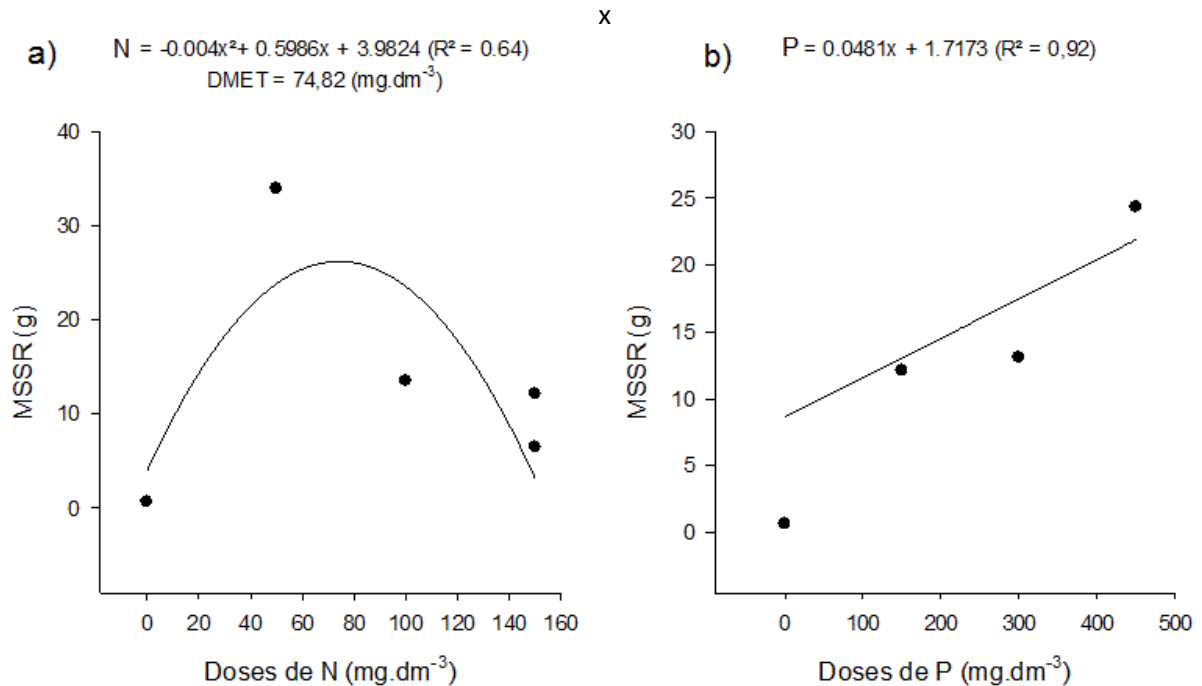 x
a) N = -0.004x²+ 0.5986x + 3.9824 (R² = 0.64)
DMET = 74,82 (mg.dm⁻³)
40
30
20
10
0
MSSR (g)
0 20 40 60 80 100 120 140 160
Doses de N (mg.dm⁻³)
b) P = 0.0481x + 1.7173 (R² = 0,92)
30
25
20
15
10
5
0
MSSR (g)
0 100 200 300 400 500
Doses de P (mg.dm⁻³)